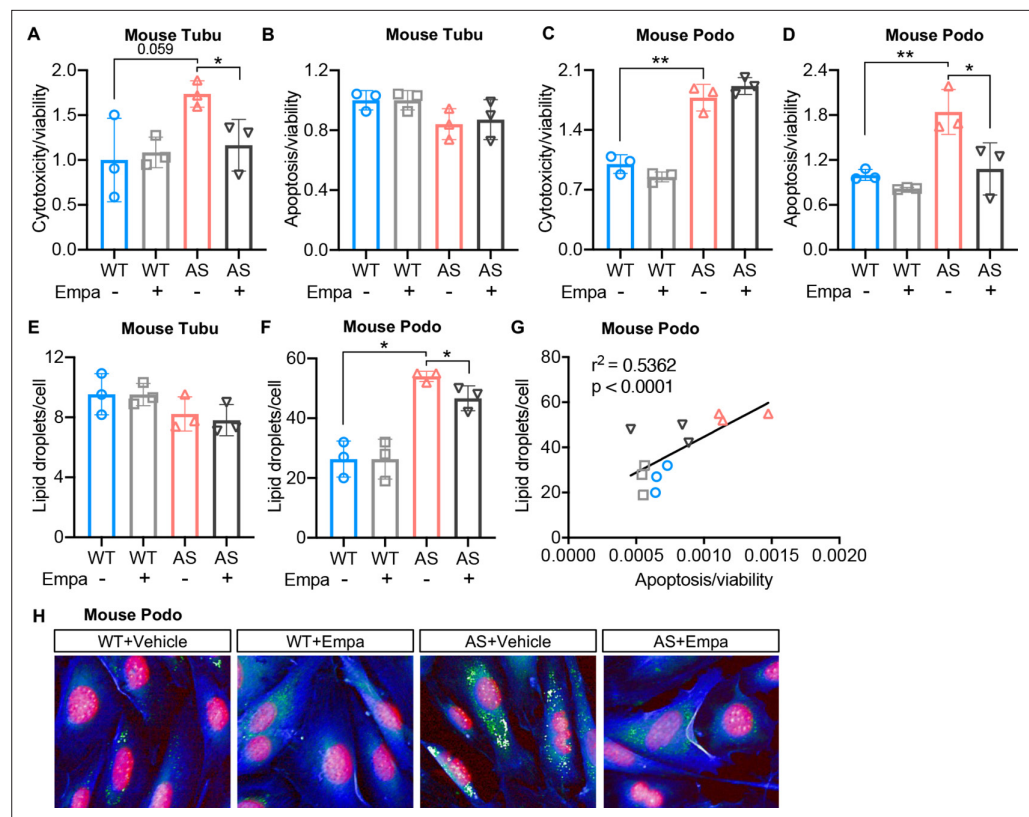 A Mouse Tubu
Cytotoxicity/viability
2.0
1.5
1.0
0.5
0.0
0.059
*
WT WT AS AS
Empa - + - +
B Mouse Tubu
Apoptosis/viability
1.2
0.8
0.4
0.0
WT WT AS AS
Empa - + - +
C Mouse Podo
Cytotoxicity/viability
2.1
1.4
0.7
0.0
**
WT WT AS AS
Empa - + - +
D Mouse Podo
Apoptosis/viability
2.4
1.8
1.2
0.6
0.0
**
*
WT WT AS AS
Empa - + - +
E Mouse Tubu
Lipid droplets/cell
12
8
4
0
WT WT AS AS
Empa - + - +
F Mouse Podo
Lipid droplets/cell
60
40
20
0
*
*
WT WT AS AS
Empa - + - +
G Mouse Podo
Lipid droplets/cell
80
60
40
20
0
r² = 0.5362
p < 0.0001
0.0000 0.0005 0.0010 0.0015 0.0020
Apoptosis/viability
H Mouse Podo
WT+Vehicle WT+Empa AS+Vehicle AS+Empa